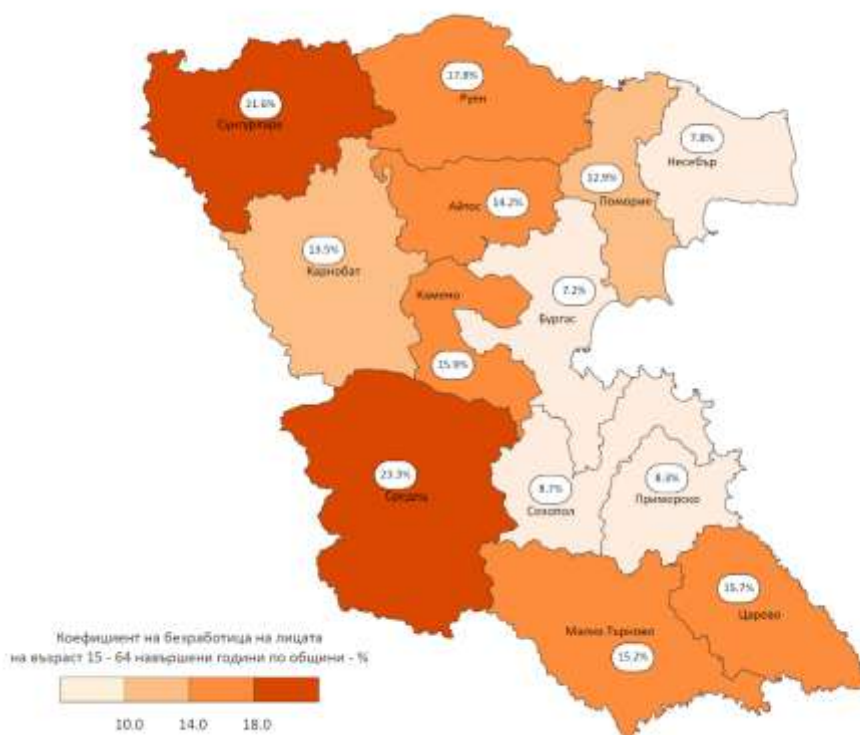 17.8%
Руен
31.6%
Сунгурларе
7.8%
Несебър
12.9%
Поморие
14.2%
Айтос
13.5%
Карнобат
Камено
7.2%
Бургас
15.9%
23.3%
Средец
8.7%
Созопол
8.3%
Приморско
15.7%
Царово
Малко Търново
15.2%
Коефициент на безработица на лицата
на възраст 15 - 64 навършени години по общини - %
10.0 14.0 18.0